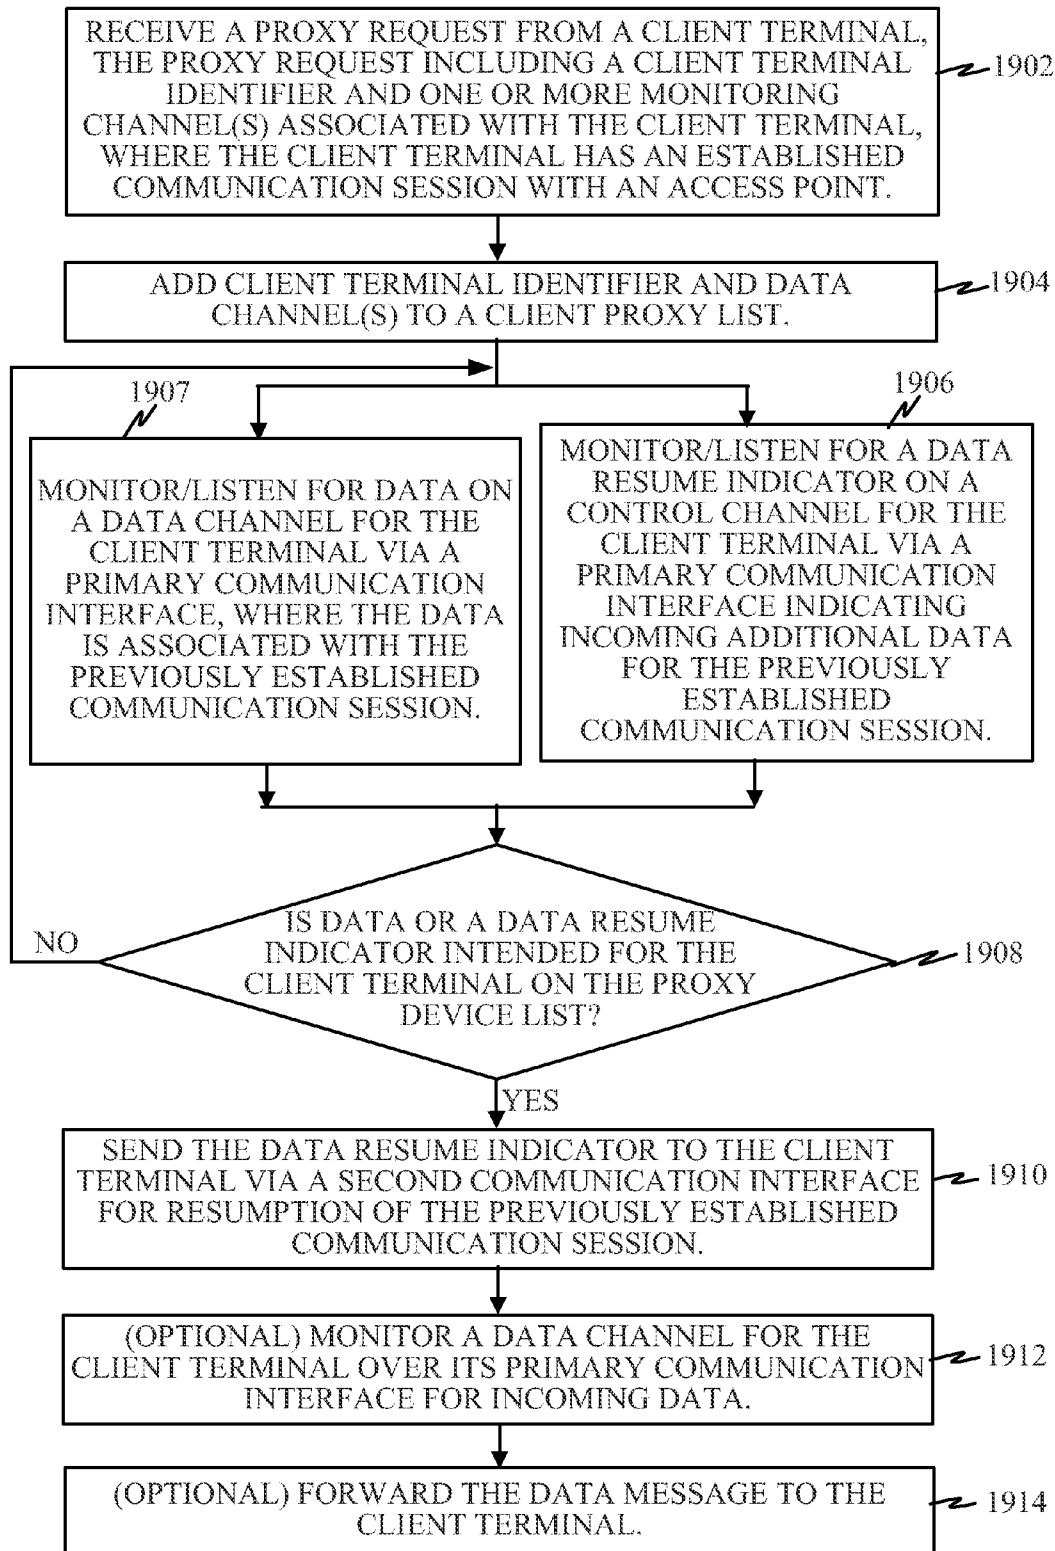 RECEIVE A PROXY REQUEST FROM A CLIENT TERMINAL,
THE PROXY REQUEST INCLUDING A CLIENT TERMINAL
IDENTIFIER AND ONE OR MORE MONITORING
CHANNEL(S) ASSOCIATED WITH THE CLIENT TERMINAL,
WHERE THE CLIENT TERMINAL HAS AN ESTABLISHED
COMMUNICATION SESSION WITH AN ACCESS POINT.
1902
ADD CLIENT TERMINAL IDENTIFIER AND DATA
CHANNEL(S) TO A CLIENT PROXY LIST.
1904
1907
MONITOR/LISTEN FOR DATA ON
A DATA CHANNEL FOR THE
CLIENT TERMINAL VIA A
PRIMARY COMMUNICATION
INTERFACE, WHERE THE DATA
IS ASSOCIATED WITH THE
PREVIOUSLY ESTABLISHED
COMMUNICATION SESSION.
1906
MONITOR/LISTEN FOR A DATA
RESUME INDICATOR ON A
CONTROL CHANNEL FOR THE
CLIENT TERMINAL VIA A
PRIMARY COMMUNICATION
INTERFACE INDICATING
INCOMING ADDITIONAL DATA
FOR THE PREVIOUSLY
ESTABLISHED
COMMUNICATION SESSION.
IS DATA OR A DATA RESUME
INDICATOR INTENDED FOR THE
CLIENT TERMINAL ON THE PROXY
DEVICE LIST?
1908
NO
YES
SEND THE DATA RESUME INDICATOR TO THE CLIENT
TERMINAL VIA A SECOND COMMUNICATION INTERFACE
FOR RESUMPTION OF THE PREVIOUSLY ESTABLISHED
COMMUNICATION SESSION.
1910
(OPTIONAL) MONITOR A DATA CHANNEL FOR THE
CLIENT TERMINAL OVER ITS PRIMARY COMMUNICATION
INTERFACE FOR INCOMING DATA.
1912
(OPTIONAL) FORWARD THE DATA MESSAGE TO THE
CLIENT TERMINAL.
1914